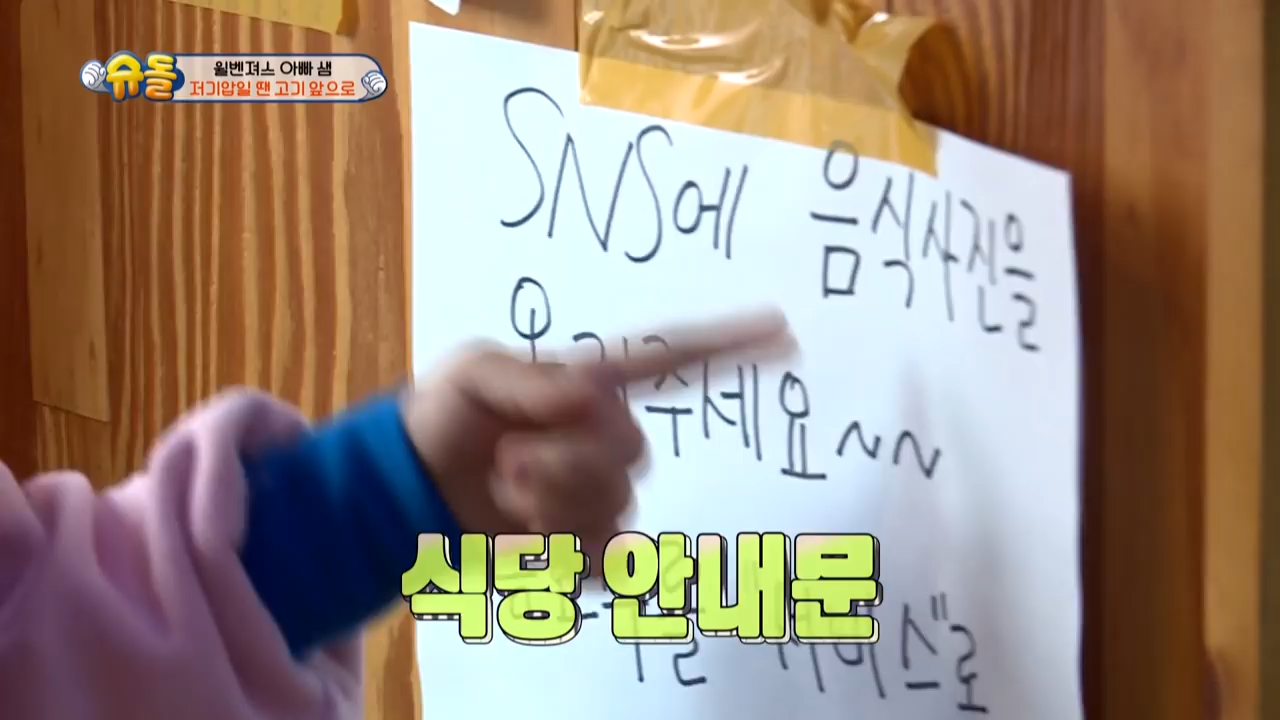 슈돌
윌벤져스 아빠 샘
저기압일 땐 고기 앞으로
SNS에 음식사진을
주세요~~
식당 안내문